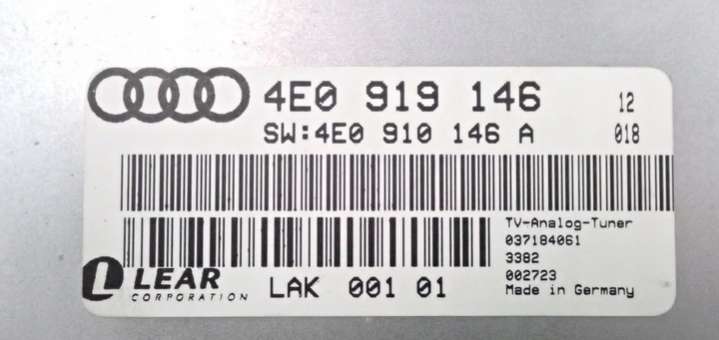 4E0 919 146 12
SW:4E0 910 146 A 018
TV-Analog-Tuner
037184061
3382
002723
Made in Germany
LEAR
CORPORATION
LAK 001 01